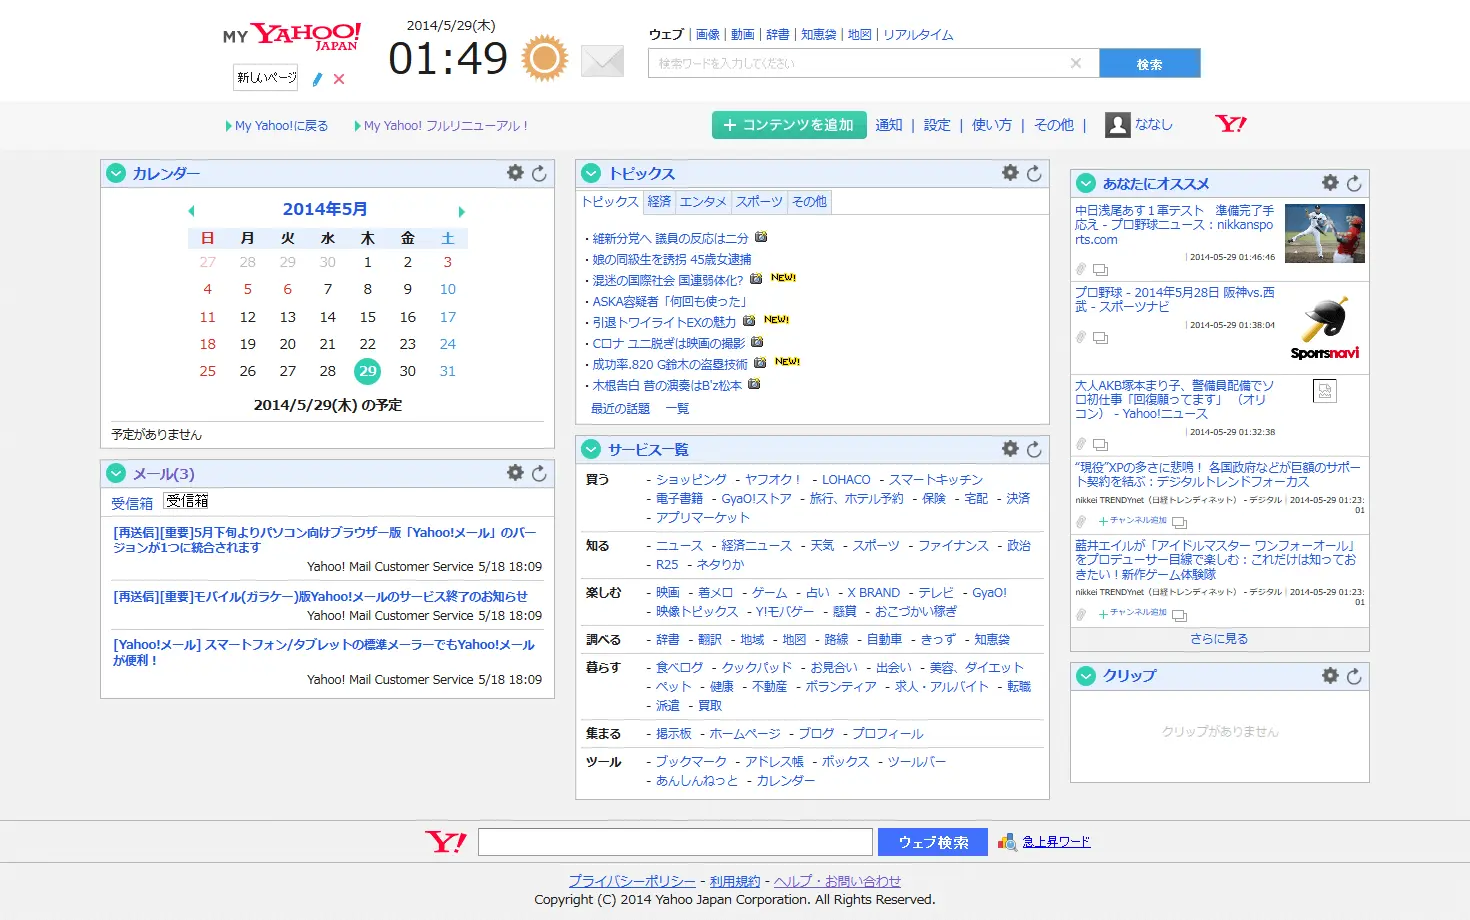 MY YAHOO! JAPAN
2014/5/29(木)
01:49
新しいページ
ウェブ | 画像 | 動画 | 辞書 | 知恵袋 | 地図 | リアルタイム
検索ワードを入力してください
検索
My Yahoo!に戻る
My Yahoo! フルリニューアル！
＋ コンテンツを追加
通知 | 設定 | 使い方 | その他 |
ななし
Y!
カレンダー
2014年5月
日 月 火 水 木 金 土
27 28 29 30 1 2 3
4 5 6 7 8 9 10
11 12 13 14 15 16 17
18 19 20 21 22 23 24
25 26 27 28 29 30 31
2014/5/29(木) の予定
予定がありません
メール(3)
受信箱 受信箱
[再送信][重要]5月下旬よりパソコン向けブラウザー版「Yahoo!メール」のバー
ジョンが1つに統合されます
Yahoo! Mail Customer Service 5/18 18:09
[再送信][重要]モバイル(ガラケー)版Yahoo!メールのサービス終了のお知らせ
Yahoo! Mail Customer Service 5/18 18:09
[Yahoo!メール] スマートフォン/タブレットの標準メーラーでもYahoo!メール
が便利！
Yahoo! Mail Customer Service 5/18 18:09
トピックス
トピックス 経済 エンタメ スポーツ その他
・維新分党へ 議員の反応は二分
・娘の同級生を誘拐 45歳女逮捕
・混迷の国際社会 国連弱体化? NEW!
・ASKA容疑者「何回も使った」
・引退トワイライトEXの魅力 NEW!
・Cロナ ユニ脱ぎは映画の撮影
・成功率.820 G鈴木の盗塁技術 NEW!
・木根告白 昔の演奏はB'z松本
最近の話題 一覧
サービス一覧
買う - ショッピング - ヤフオク！ - LOHACO - スマートキッチン
- 電子書籍 - GyaO!ストア - 旅行、ホテル予約 - 保険 - 宅配 - 決済
- アプリマーケット
知る - ニュース - 経済ニュース - 天気 - スポーツ - ファイナンス - 政治
- R25 - ネタりか
楽しむ - 映画 - 着メロ - ゲーム - 占い - X BRAND - テレビ - GyaO!
- 映像トピックス - Y!モバゲー - 懸賞 - おこづかい稼ぎ
調べる - 辞書 - 翻訳 - 地域 - 地図 - 路線 - 自動車 - きっず - 知恵袋
暮らす - 食べログ - クックパッド - お見合い - 出会い - 美容、ダイエット
- ペット - 健康 - 不動産 - ボランティア - 求人・アルバイト - 転職
- 派遣 - 買取
集まる - 掲示板 - ホームページ - ブログ - プロフィール
ツール - ブックマーク - アドレス帳 - ボックス - ツールバー
- あんしんねっと - カレンダー
あなたにオススメ
中日浅尾あす１軍テスト　準備完了手
応え - プロ野球ニュース : nikkanspo
rts.com
| 2014-05-29 01:46:46
プロ野球 - 2014年5月28日 阪神vs.西
武 - スポーツナビ
| 2014-05-29 01:38:04
Sportsnavi
大人AKB塚本まり子、警備員配備でソ
ロ初仕事「回復願ってます」 （オリ
コン） - Yahoo!ニュース
| 2014-05-29 01:32:38
“現役”XPの多さに悲鳴！ 各国政府などが巨額のサポー
ト契約を結ぶ : デジタルトレンドフォーカス
nikkei TRENDYnet（日経トレンディネット） - デジタル | 2014-05-29 01:23:
01
＋チャンネル追加
藍井エイルが「アイドルマスター ワンフォーオール」
をプロデューサー目線で楽しむ : これだけは知ってお
きたい！新作ゲーム体験隊
nikkei TRENDYnet（日経トレンディネット） - デジタル | 2014-05-29 01:23:
01
＋チャンネル追加
さらに見る
クリップ
クリップがありません
Y!
ウェブ検索
急上昇ワード
プライバシーポリシー - 利用規約 - ヘルプ・お問い合わせ
Copyright (C) 2014 Yahoo Japan Corporation. All Rights Reserved.